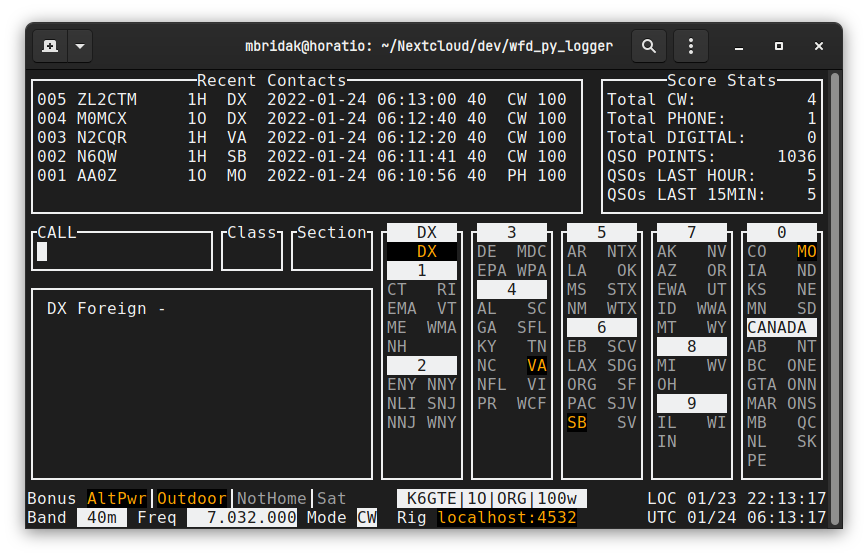 mbridak@horatio: ~/Nextcloud/dev/wfd_py_logger
Recent Contacts
005 ZL2CTM 1H DX 2022-01-24 06:13:00 40 CW 100
004 M0MCX 1O DX 2022-01-24 06:12:40 40 CW 100
003 N2CQR 1H VA 2022-01-24 06:12:20 40 CW 100
002 N6QW 1H SB 2022-01-24 06:11:41 40 CW 100
001 AA0Z 1O MO 2022-01-24 06:10:56 40 PH 100
Score Stats
Total CW: 4
Total PHONE: 1
Total DIGITAL: 0
QSO POINTS: 1036
QSOs LAST HOUR: 5
QSOs LAST 15MIN: 5
CALL
Class
Section
DX Foreign -
DX
DX
1
CT RI
EMA VT
ME WMA
NH
2
ENY NNY
NLI SNJ
NNJ WNY
3
DE MDC
EPA WPA
4
AL SC
GA SFL
KY TN
NC VA
NFL VI
PR WCF
5
AR NTX
LA OK
MS STX
NM WTX
6
EB SCV
LAX SDG
ORG SF
PAC SJV
SB SV
7
AK NV
AZ OR
EWA UT
ID WWA
MT WY
8
MI WV
OH
9
IL WI
IN
0
CO MO
IA ND
KS NE
MN SD
CANADA
AB NT
BC ONE
GTA ONN
MAR ONS
MB QC
NL SK
PE
Bonus AltPwr|Outdoor|NotHome|Sat K6GTE|1O|ORG|100w LOC 01/23 22:13:17
Band 40m Freq 7.032.000 Mode CW Rig localhost:4532 UTC 01/24 06:13:17